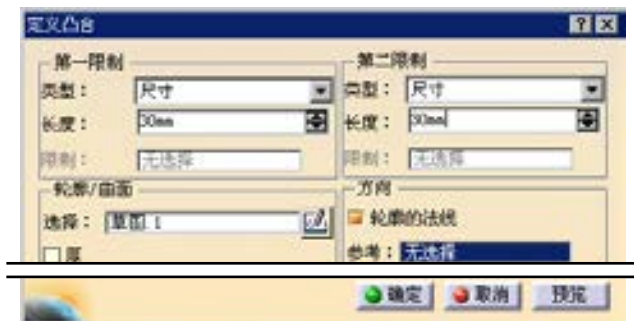 定义凸台
第一限制 第二限制
类型： 尺寸 类型： 尺寸
长度： 30mm 长度： 30mm
限制： 无选择 限制： 无选择
轮廓/曲面 方向
选择： 草图.1 轮廓的法线
厚 参考： 无选择
确定 取消 预览